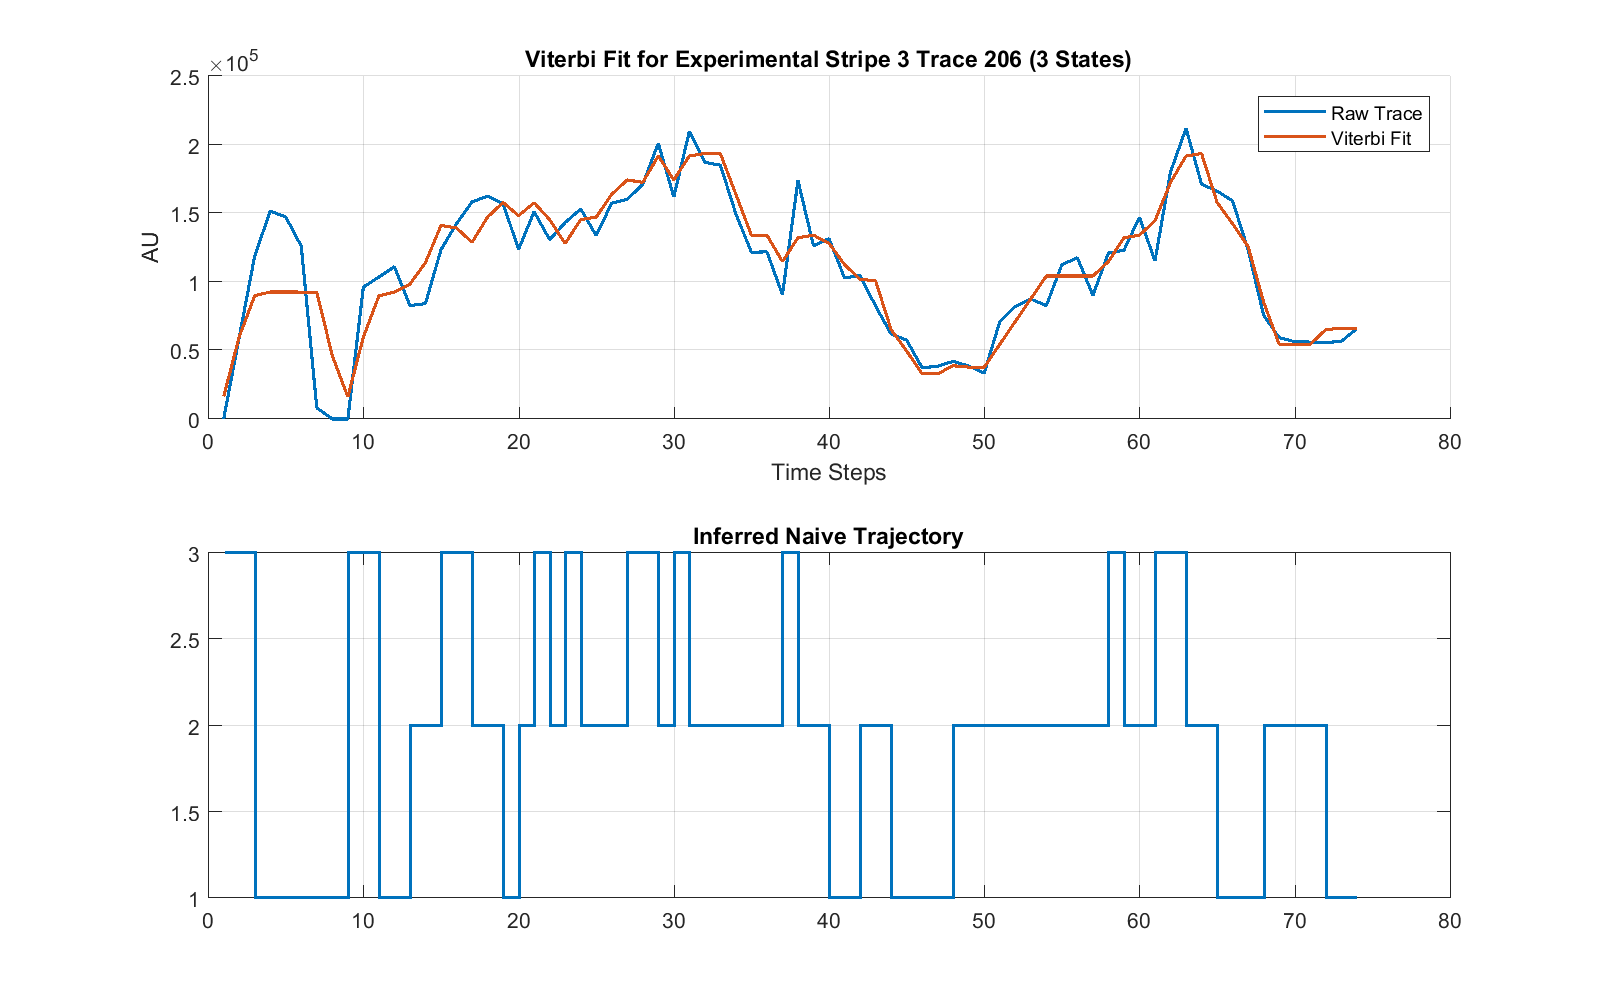 Viterbi Fit for Experimental Stripe 3 Trace 206 (3 States)
×10⁵
2.5
2
1.5
1
0.5
0
AU
Raw Trace
Viterbi Fit
0 10 20 30 40 50 60 70 80
Time Steps
Inferred Naive Trajectory
3
2.5
2
1.5
1
0 10 20 30 40 50 60 70 80